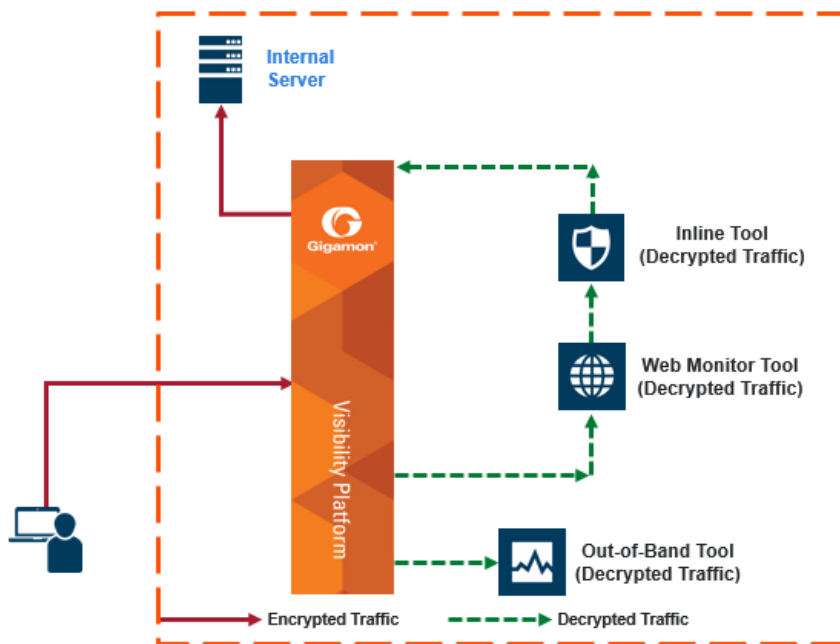 Internal
Server
Gigamon®
Inline Tool
(Decrypted Traffic)
Web Monitor Tool
(Decrypted Traffic)
Visibility Platform
Out-of-Band Tool
(Decrypted Traffic)
Encrypted Traffic
Decrypted Traffic